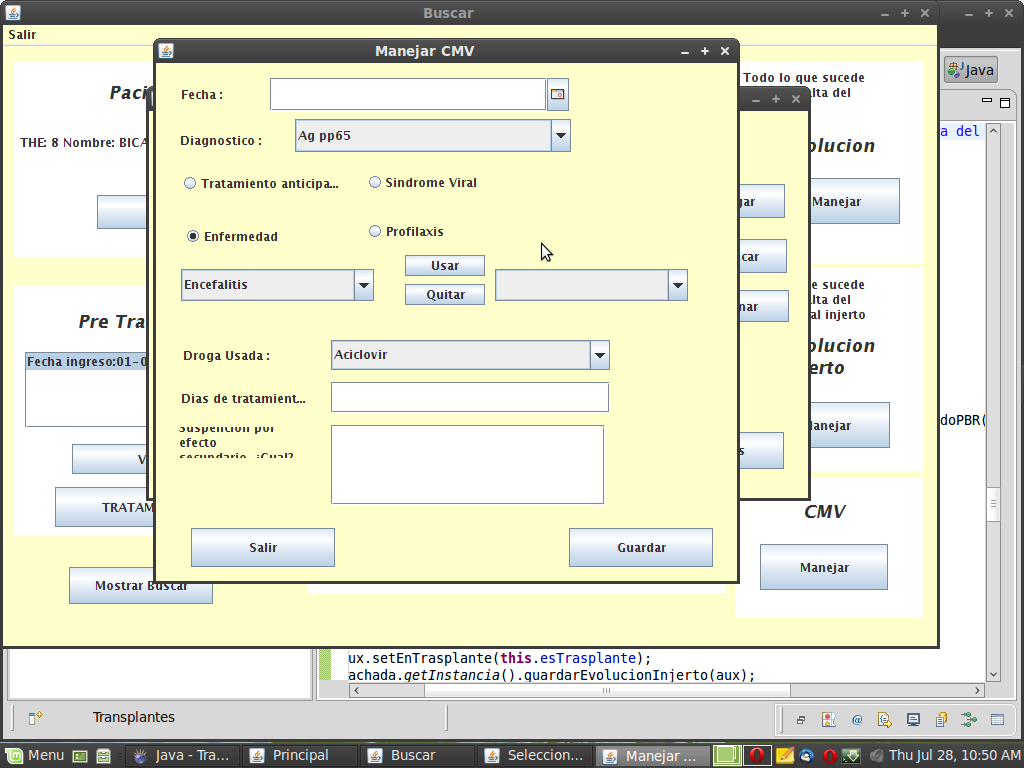 Buscar
Salir
Manejar CMV
Fecha :
Diagnostico :
Ag pp65
Tratamiento anticipa...
Sindrome Viral
Enfermedad
Profilaxis
Encefalitis
Usar
Quitar
Droga Usada :
Aciclovir
Dias de tratamient...
Suspencion por
efecto
secundario, ¿Cual?
Salir
Guardar
Paci
THE: 8 Nombre: BICA
Pre Tra
Fecha ingreso:01-0
V
TRATAM
Mostrar Buscar
Todo lo que sucede
lta del
olucion
Manejar
gar
car
nar
s
e sucede
lta del
al injerto
olucion
erto
anejar
CMV
Manejar
Java
a del
doPBR(
ux.setEnTrasplante(this.esTrasplante);
achada.getInstancia().guardarEvolucionInjerto(aux);
Transplantes
Menu
Java - Tra...
Principal
Buscar
Seleccion...
Manejar ...
Thu Jul 28, 10:50 AM